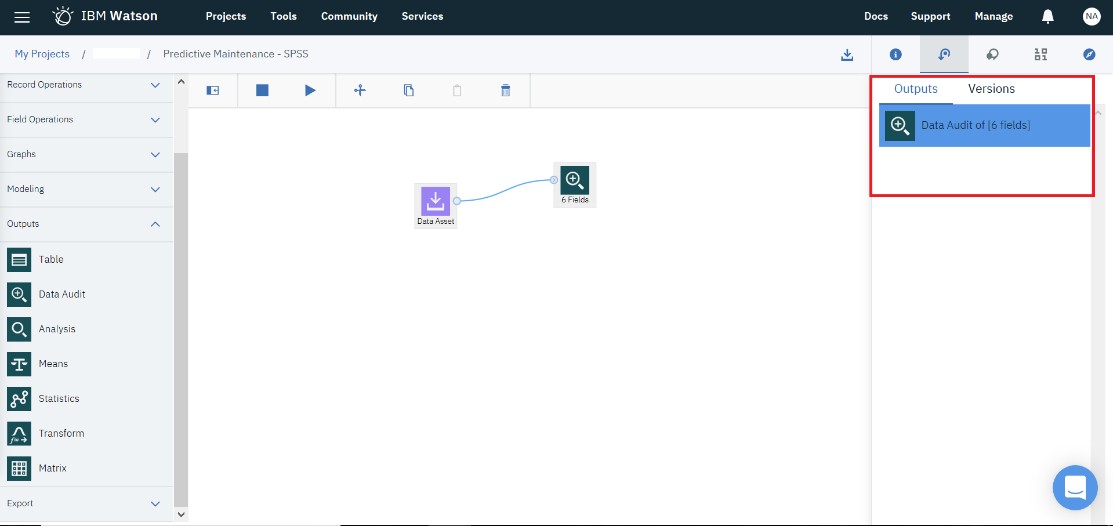 IBM Watson
Projects Tools Community Services
Docs Support Manage NA
My Projects / / Predictive Maintenance - SPSS
Record Operations
Field Operations
Graphs
Modeling
Outputs
Table
Data Audit
Analysis
Means
Statistics
Transform
Matrix
Export
Data Asset
6 Fields
Outputs Versions
Data Audit of [6 fields]